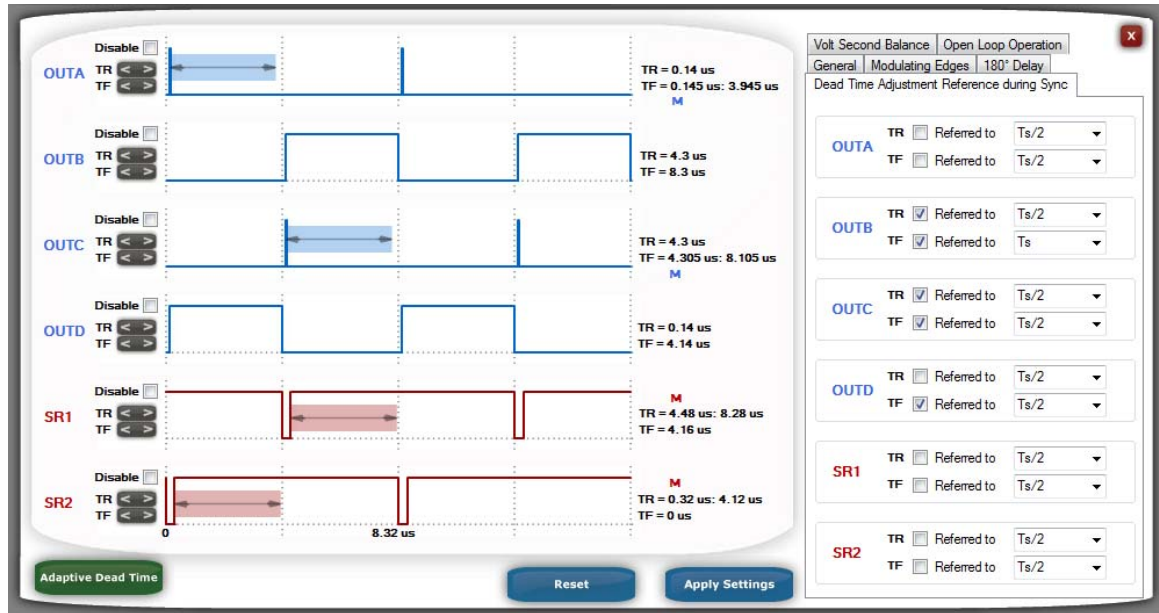 Disable
OUTA TR < >
TF < >
TR = 0.14 us
TF = 0.145 us: 3.945 us
M
Disable
OUTB TR < >
TF < >
TR = 4.3 us
TF = 8.3 us
Disable
OUTC TR < >
TF < >
TR = 4.3 us
TF = 4.305 us: 8.105 us
M
Disable
OUTD TR < >
TF < >
TR = 0.14 us
TF = 4.14 us
Disable
SR1 TR < >
TF < >
M
TR = 4.48 us: 8.28 us
TF = 4.16 us
Disable
SR2 TR < >
TF < >
M
TR = 0.32 us: 4.12 us
TF = 0 us
0 8.32 us
Adaptive Dead Time
Reset
Apply Settings
X
Volt Second Balance Open Loop Operation
General Modulating Edges 180° Delay
Dead Time Adjustment Reference during Sync
OUTA TR Referred to Ts/2
TF Referred to Ts/2
OUTB TR Referred to Ts/2
TF Referred to Ts
OUTC TR Referred to Ts/2
TF Referred to Ts/2
OUTD TR Referred to Ts/2
TF Referred to Ts/2
SR1 TR Referred to Ts/2
TF Referred to Ts/2
SR2 TR Referred to Ts/2
TF Referred to Ts/2